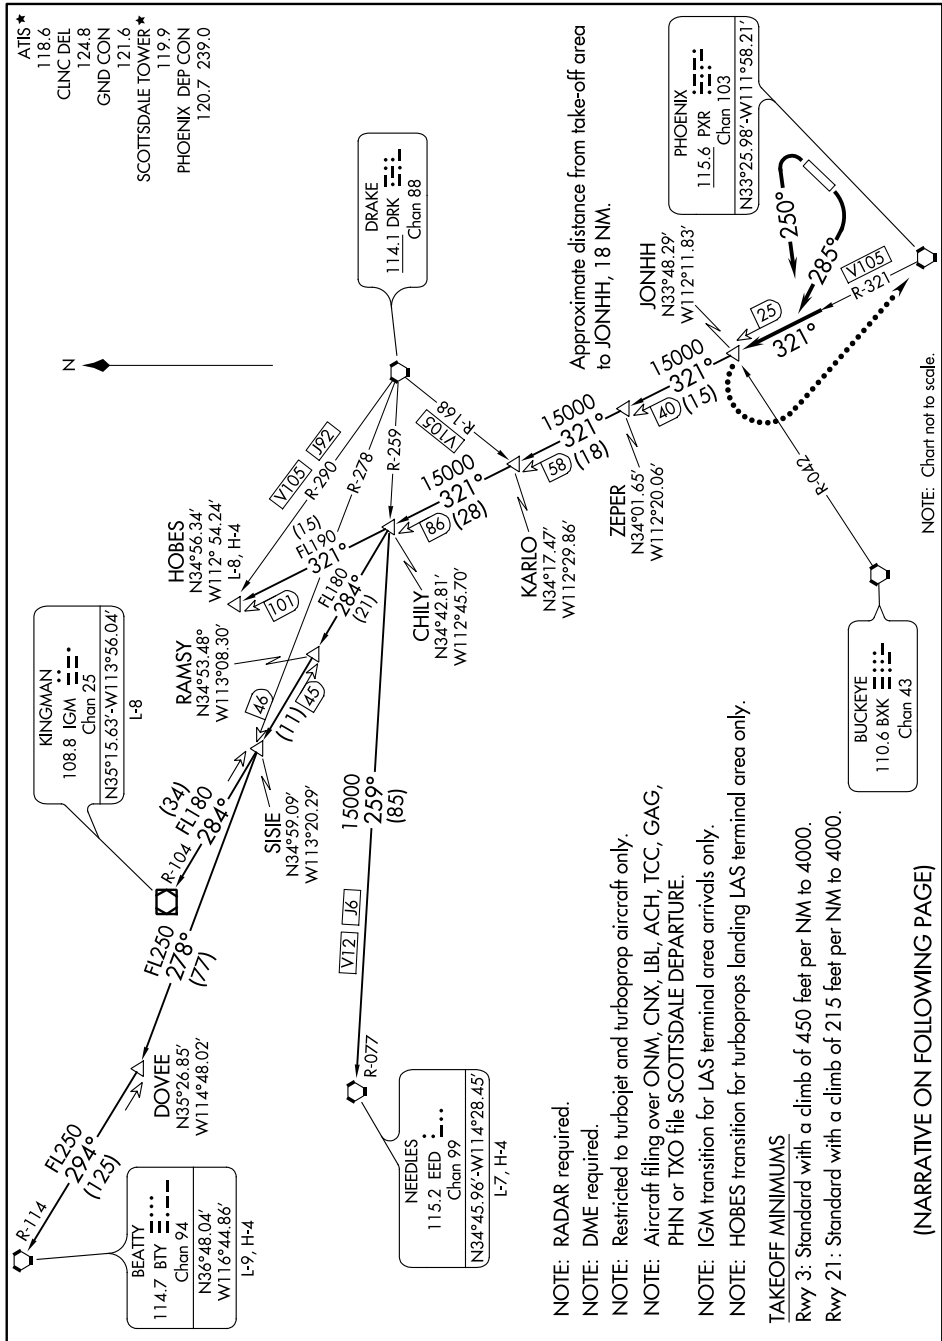 ATIS ★
118.6
CLNC DEL
124.8
GND CON
121.6
SCOTTSDALE TOWER ★
119.9
PHOENIX DEP CON
120.7 239.0
N
DRAKE
114.1 DRK
Chan 88
KINGMAN
108.8 IGM
Chan 25
N35°15.63′-W113°56.04′
L-8
HOBES
N34°56.34′
W112° 54.24′
L-8, H-4
V105
J92
R-290
R-278
R-259
R-168
V105
(15)
FL190
321°
101
RAMSY
N34°53.48°
W113°08.30′
FL180
284°
(21)
46
45
(11)
SISIE
N34°59.09′
W113°20.29′
(34)
FL180
284°
R-104
FL250
278°
(77)
DOVEE
N35°26.85′
W114°48.02′
FL250
294°
(125)
R-114
BEATTY
114.7 BTY
Chan 94
N36°48.04′
W116°44.86′
L-9, H-4
CHILY
N34°42.81′
W112°45.70′
15000
259°
(85)
V12
J6
R-077
NEEDLES
115.2 EED
Chan 99
N34°45.96′-W114°28.45′
L-7, H-4
15000
321°
(28)
86
KARLO
N34°17.47′
W112°29.86′
15000
321°
(18)
58
ZEPER
N34°01.65′
W112°20.06′
15000
321°
(15)
40
JONHH
N33°48.29′
W112°11.83′
25
321°
Approximate distance from take-off area
to JONHH, 18 NM.
PHOENIX
115.6 PXR
Chan 103
N33°25.98′-W111°58.21′
250°
285°
V105
R-321
R-042
BUCKEYE
110.6 BXK
Chan 43
NOTE: Chart not to scale.
NOTE: RADAR required.
NOTE: DME required.
NOTE: Restricted to turbojet and turboprop aircraft only.
NOTE: Aircraft filing over ONM, CNX, LBL, ACH, TCC, GAG,
PHN or TXO file SCOTTSDALE DEPARTURE.
NOTE: IGM transition for LAS terminal area arrivals only.
NOTE: HOBES transition for turboprops landing LAS terminal area only.
TAKEOFF MINIMUMS
Rwy 3: Standard with a climb of 450 feet per NM to 4000.
Rwy 21: Standard with a climb of 215 feet per NM to 4000.
(NARRATIVE ON FOLLOWING PAGE)